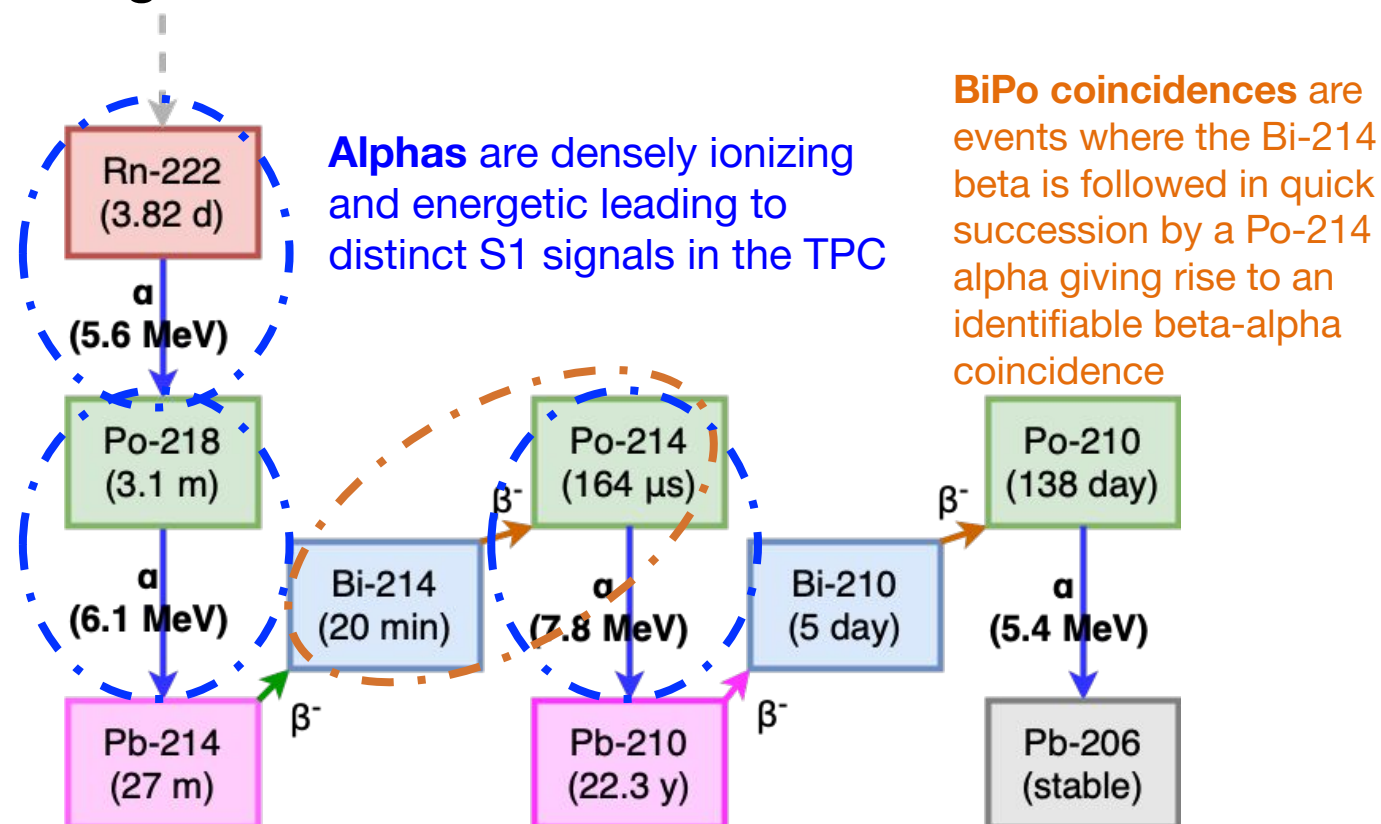 Rn-222
(3.82 d)
Alphas are densely ionizing
and energetic leading to
distinct S1 signals in the TPC
BiPo coincidences are
events where the Bi-214
beta is followed in quick
succession by a Po-214
alpha giving rise to an
identifiable beta-alpha
coincidence
α
(5.6 MeV)
Po-218
(3.1 m)
α
(6.1 MeV)
Pb-214
(27 m)
β-
Bi-214
(20 min)
β-
Po-214
(164 μs)
α
(7.8 MeV)
Pb-210
(22.3 y)
β-
Bi-210
(5 day)
β-
Po-210
(138 day)
α
(5.4 MeV)
Pb-206
(stable)